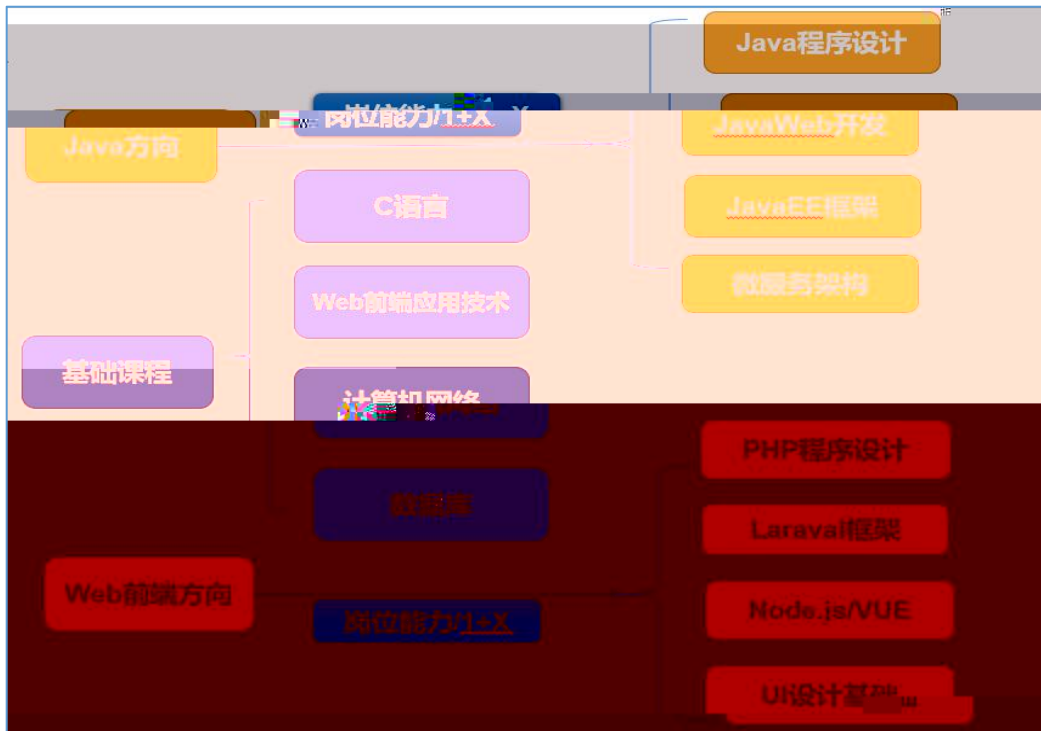 Java程序设计
岗位能力/1+X
Java方向
JavaWeb开发
C语言
JavaEE框架
Web前端应用技术
微服务架构
基础课程
计算机网络
PHP程序设计
数据库
Laraval框架
Web前端方向
岗位能力/1+X
Node.js/VUE
UI设计基础